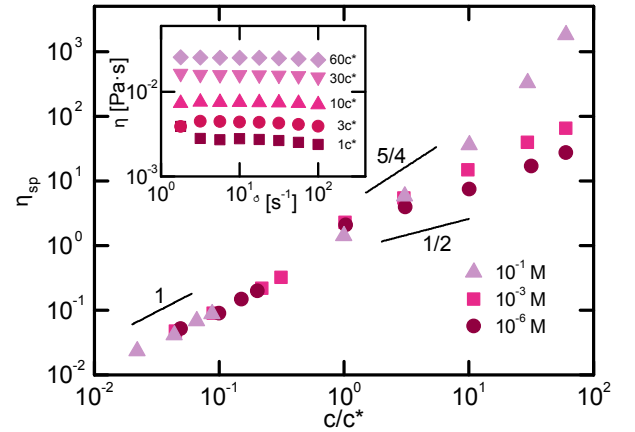 10³
10²
10¹
10⁰
10⁻¹
10⁻²
η_sp
10⁻²
10⁻¹
10⁰
10¹
10²
c/c*
1
5/4
1/2
10⁻¹ M
10⁻³ M
10⁻⁶ M
η [Pa·s]
10⁻²
10⁻³
10⁰
10¹
10²
[s⁻¹]
60c*
30c*
10c*
3c*
1c*